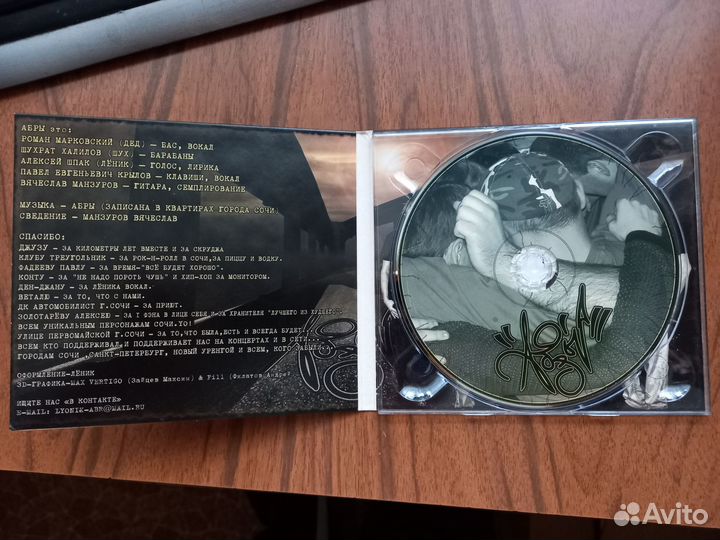 АБРЫ это:
РОМАН МАРКОВСКИЙ (ДЕД) — БАС, ВОКАЛ
ШУХРАТ ХАЛИЛОВ (ШУХ) — БАРАБАНЫ
АЛЕКСЕЙ ШПАК (ЛЁНИК) — ГОЛОС, ЛИРИКА
ПАВЕЛ ЕВГЕНЬЕВИЧ КРЫЛОВ — КЛАВИШИ, ВОКАЛ
ВЯЧЕСЛАВ МАНЗУРОВ — ГИТАРА, СЕМПЛИРОВАНИЕ
МУЗЫКА — АБРЫ (ЗАПИСАНА В КВАРТИРАХ ГОРОДА СОЧИ)
СВЕДЕНИЕ — МАНЗУРОВ ВЯЧЕСЛАВ
СПАСИБО:
ДЖУЗУ — ЗА КИЛОМЕТРЫ ЛЕТ ВМЕСТЕ И ЗА СКРУДЖА
КЛУБУ ТРЕУГОЛЬНИК — ЗА РОК-Н-РОЛЛ В СОЧИ, ЗА ПИЦЦУ И ВОДКУ.
ФАДЕЕВУ ПАВЛУ — ЗА ВРЕМЯ-"ВСЁ БУДЕТ ХОРОШО".
КОНТУ — ЗА "НЕ НАДО ПОРОТЬ ЧУШЬ" И ХИП-ХОП ЗА МОНИТОРОМ.
ДЕН-ДЖАНУ — ЗА ЛЁНИКА ВОКАЛ.
ВЕТАЛЮ — ЗА ТО, ЧТО С НАМИ.
ДК АВТОМОБИЛИСТ Г.СОЧИ — ЗА ПРИЮТ.
ЗОЛОТАРЁВУ АЛЕКСЕЮ — ЗА 1 ФЭНА В ЛИЦЕ СЕБЯ И ЗА ХРАНИТЕЛЯ "ЛУЧШЕГО ИЗ ХУДШЕГО".
ВСЕМ УНИКАЛЬНЫМ ПЕРСОНАЖАМ СОЧИ.YO!
УЛИЦЕ ПЕРВОМАЙСКОЙ Г.СОЧИ — ЗА ТО, ЧТО БЫЛА, ЕСТЬ И ВСЕГДА БУДЕТ...
ВСЕМ КТО ПОДДЕРЖИВАЛ И ПОДДЕРЖИВАЕТ НАС НА КОНЦЕРТАХ И В СЕТИ...
ГОРОДАМ СОЧИ, САНКТ-ПЕТЕРБУРГ, НОВЫЙ УРЕНГОЙ И ВСЕМ, КОГО ЗАБЫЛИ.
ОФОРМЛЕНИЕ-ЛЁНИК
3D-ГРАФИКА-MAX VERTIGO (Зайцев Максим) & Fill (Филатов Андрей
ИЩИТЕ НАС «В КОНТАКТЕ»
E-MAIL: LYONIK-ABR@MAIL.RU
Avito